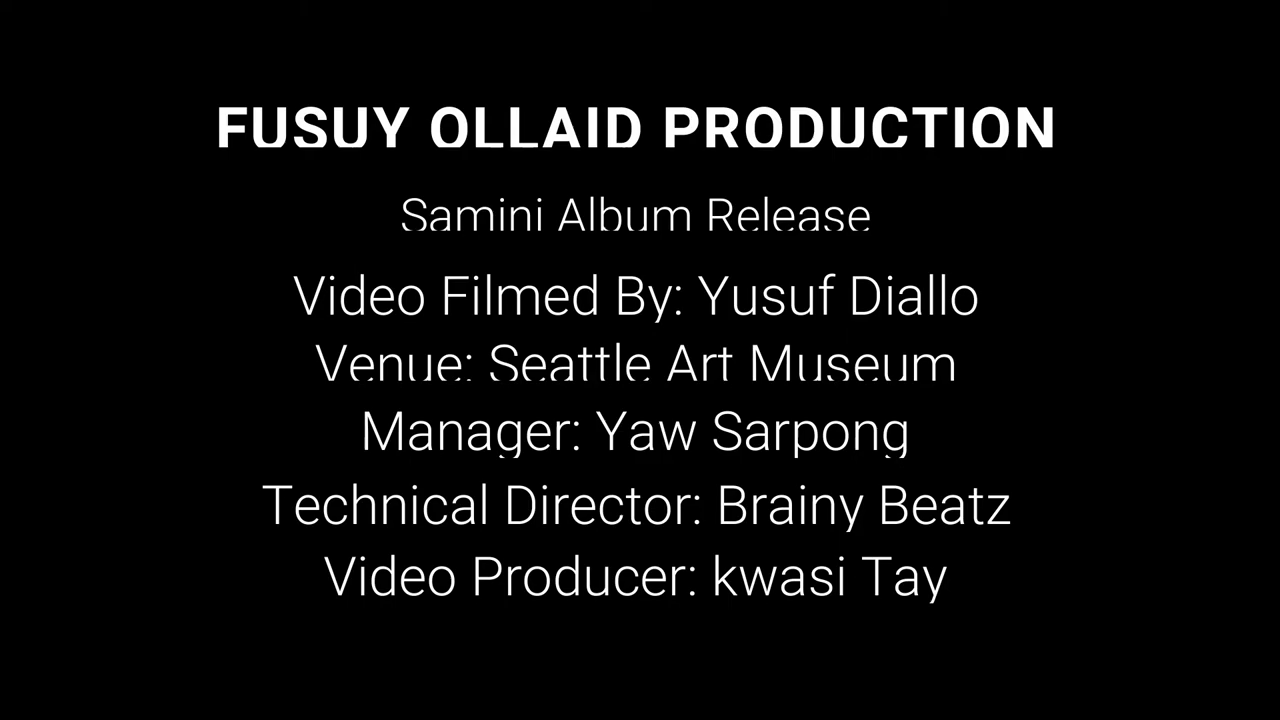 FUSUY OLLAID PRODUCTION
Samini Album Release
Video Filmed By: Yusuf Diallo
Venue: Seattle Art Museum
Manager: Yaw Sarpong
Technical Director: Brainy Beatz
Video Producer: kwasi Tay